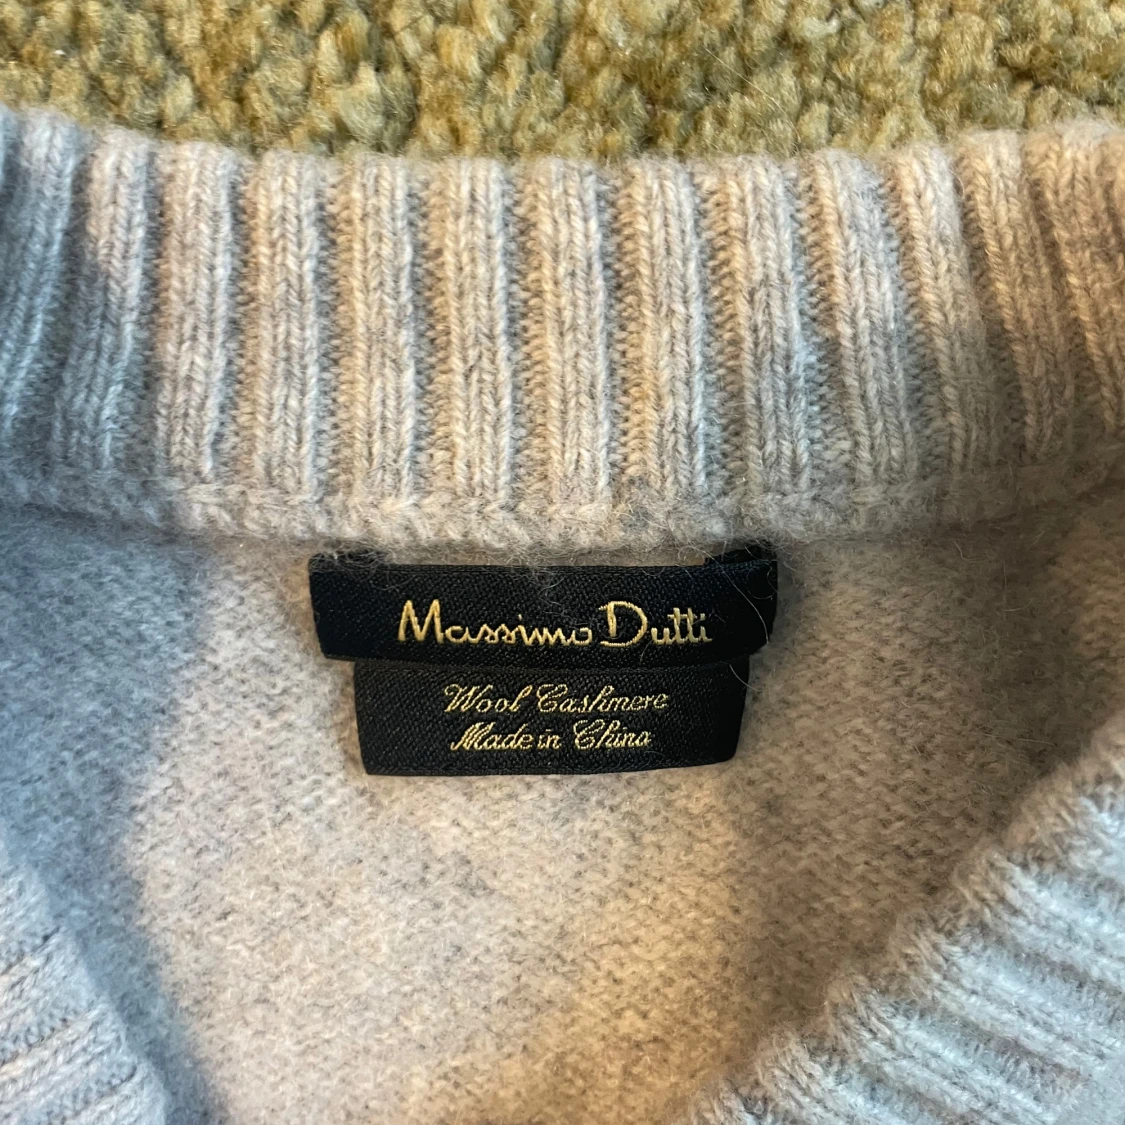 Massimo Dutti
Wool Cashmere
Made in China